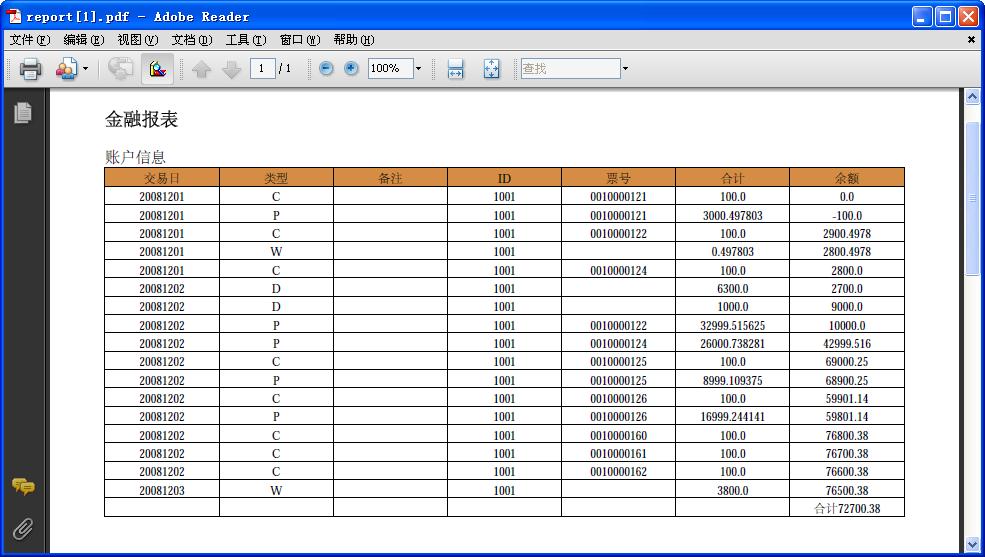 report[1].pdf - Adobe Reader
文件(F) 编辑(E) 视图(V) 文档(D) 工具(T) 窗口(W) 帮助(H)
1 / 1 100% 查找
金融报表
账户信息
交易日 类型 备注 ID 票号 合计 余额
20081201 C 1001 0010000121 100.0 0.0
20081201 P 1001 0010000121 3000.497803 -100.0
20081201 C 1001 0010000122 100.0 2900.4978
20081201 W 1001 0.497803 2800.4978
20081201 C 1001 0010000124 100.0 2800.0
20081202 D 1001 6300.0 2700.0
20081202 D 1001 1000.0 9000.0
20081202 P 1001 0010000122 32999.515625 10000.0
20081202 P 1001 0010000124 26000.738281 42999.516
20081202 C 1001 0010000125 100.0 69000.25
20081202 P 1001 0010000125 8999.109375 68900.25
20081202 C 1001 0010000126 100.0 59901.14
20081202 P 1001 0010000126 16999.244141 59801.14
20081202 C 1001 0010000160 100.0 76800.38
20081202 C 1001 0010000161 100.0 76700.38
20081202 C 1001 0010000162 100.0 76600.38
20081203 W 1001 3800.0 76500.38
合计72700.38